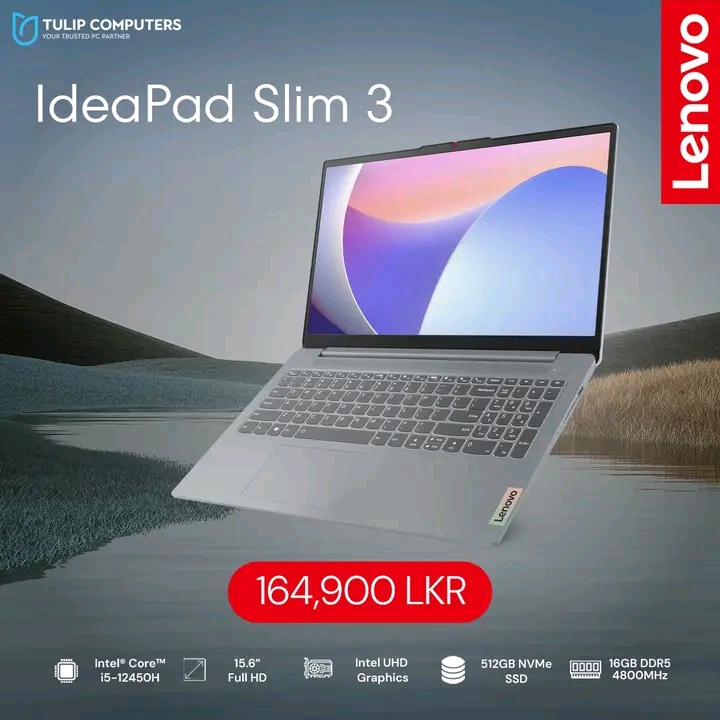 TULIP COMPUTERS
YOUR TRUSTED PC PARTNER
Lenovo
IdeaPad Slim 3
Lenovo
164,900 LKR
Intel® Core™
i5-12450H
15.6”
Full HD
Intel UHD
Graphics
512GB NVMe
SSD
16GB DDR5
4800MHz